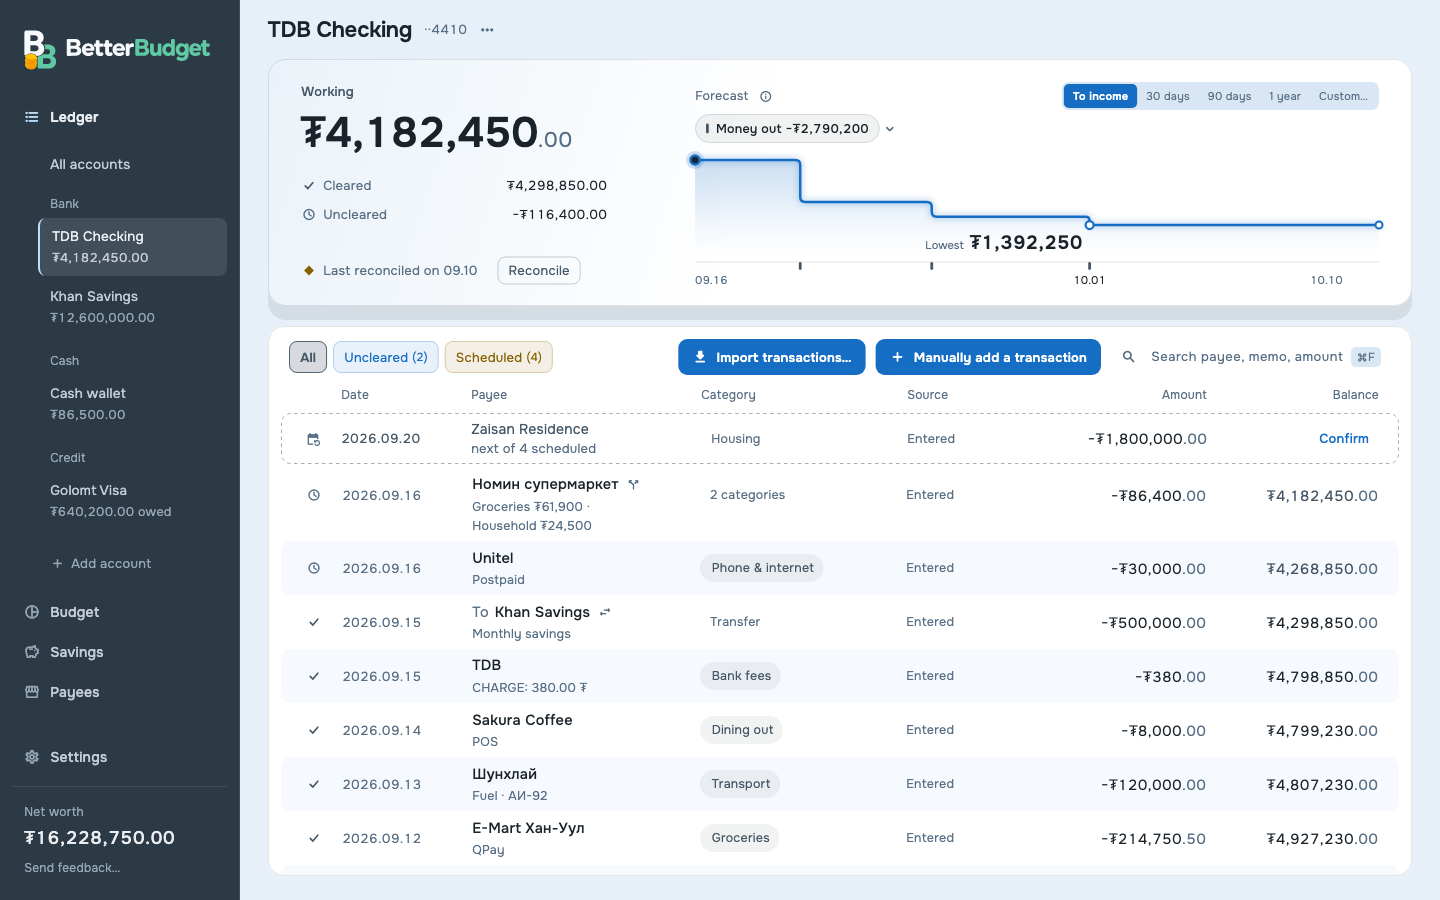 BetterBudget
Ledger
All accounts
Bank
TDB Checking
₮4,182,450.00
Khan Savings
₮12,600,000.00
Cash
Cash wallet
₮86,500.00
Credit
Golomt Visa
₮640,200.00 owed
+ Add account
Budget
Savings
Payees
Settings
Net worth
₮16,228,750.00
Send feedback...
TDB Checking ··4410 •••
Working
₮4,182,450.00
Cleared ₮4,298,850.00
Uncleared -₮116,400.00
Last reconciled on 09.10 Reconcile
Forecast
To income 30 days 90 days 1 year Custom...
Money out -₮2,790,200
Lowest ₮1,392,250
09.16 10.01 10.10
All Uncleared (2) Scheduled (4) Import transactions... + Manually add a transaction Search payee, memo, amount ⌘F
Date Payee Category Source Amount Balance
2026.09.20 Zaisan Residence Housing Entered -₮1,800,000.00 Confirm
next of 4 scheduled
2026.09.16 Номин супермаркет 2 categories Entered -₮86,400.00 ₮4,182,450.00
Groceries ₮61,900 ·
Household ₮24,500
2026.09.16 Unitel Phone & internet Entered -₮30,000.00 ₮4,268,850.00
Postpaid
2026.09.15 To Khan Savings Transfer Entered -₮500,000.00 ₮4,298,850.00
Monthly savings
2026.09.15 TDB Bank fees Entered -₮380.00 ₮4,798,850.00
CHARGE: 380.00 ₮
2026.09.14 Sakura Coffee Dining out Entered -₮8,000.00 ₮4,799,230.00
POS
2026.09.13 Шунхлай Transport Entered -₮120,000.00 ₮4,807,230.00
Fuel · АИ-92
2026.09.12 E-Mart Хан-Уул Groceries Entered -₮214,750.50 ₮4,927,230.00
QPay